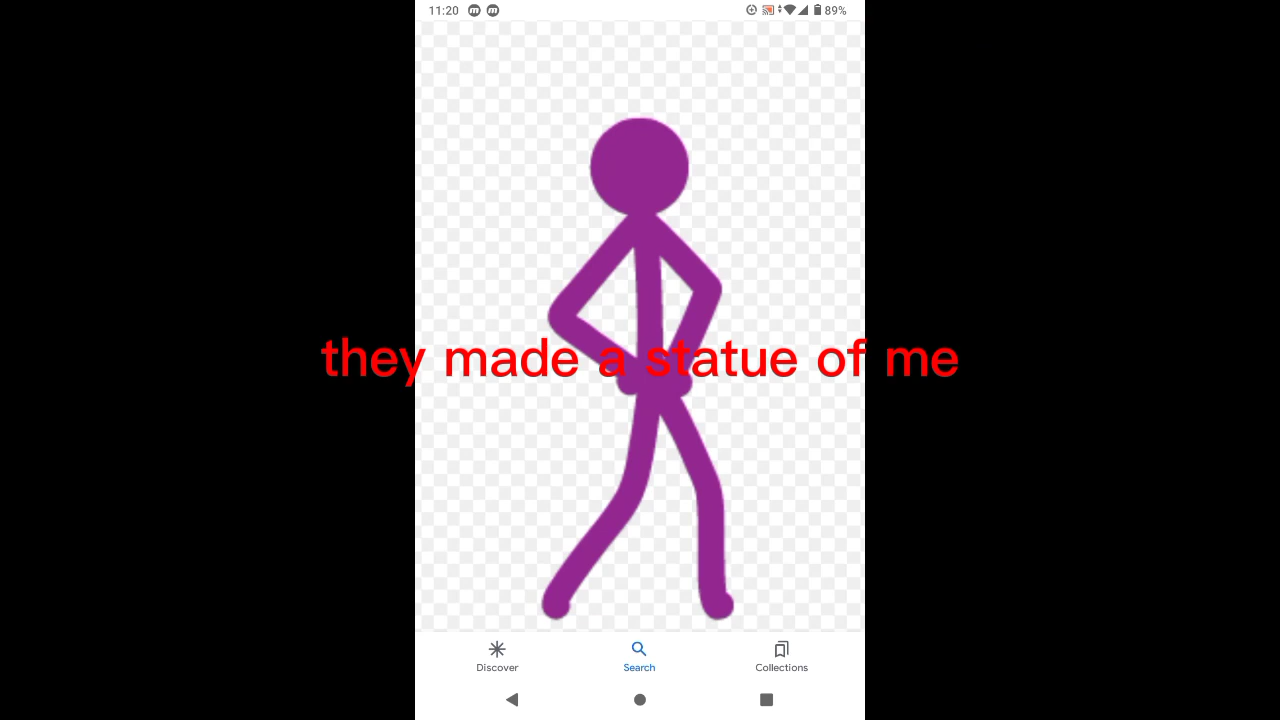 11:20
89%
they made a statue of me
Discover
Search
Collections